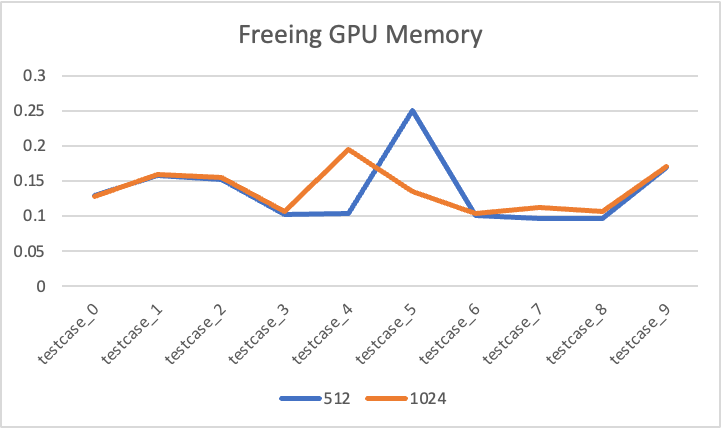 Freeing GPU Memory
0.3
0.25
0.2
0.15
0.1
0.05
0
testcase_0
testcase_1
testcase_2
testcase_3
testcase_4
testcase_5
testcase_6
testcase_7
testcase_8
testcase_9
512 1024